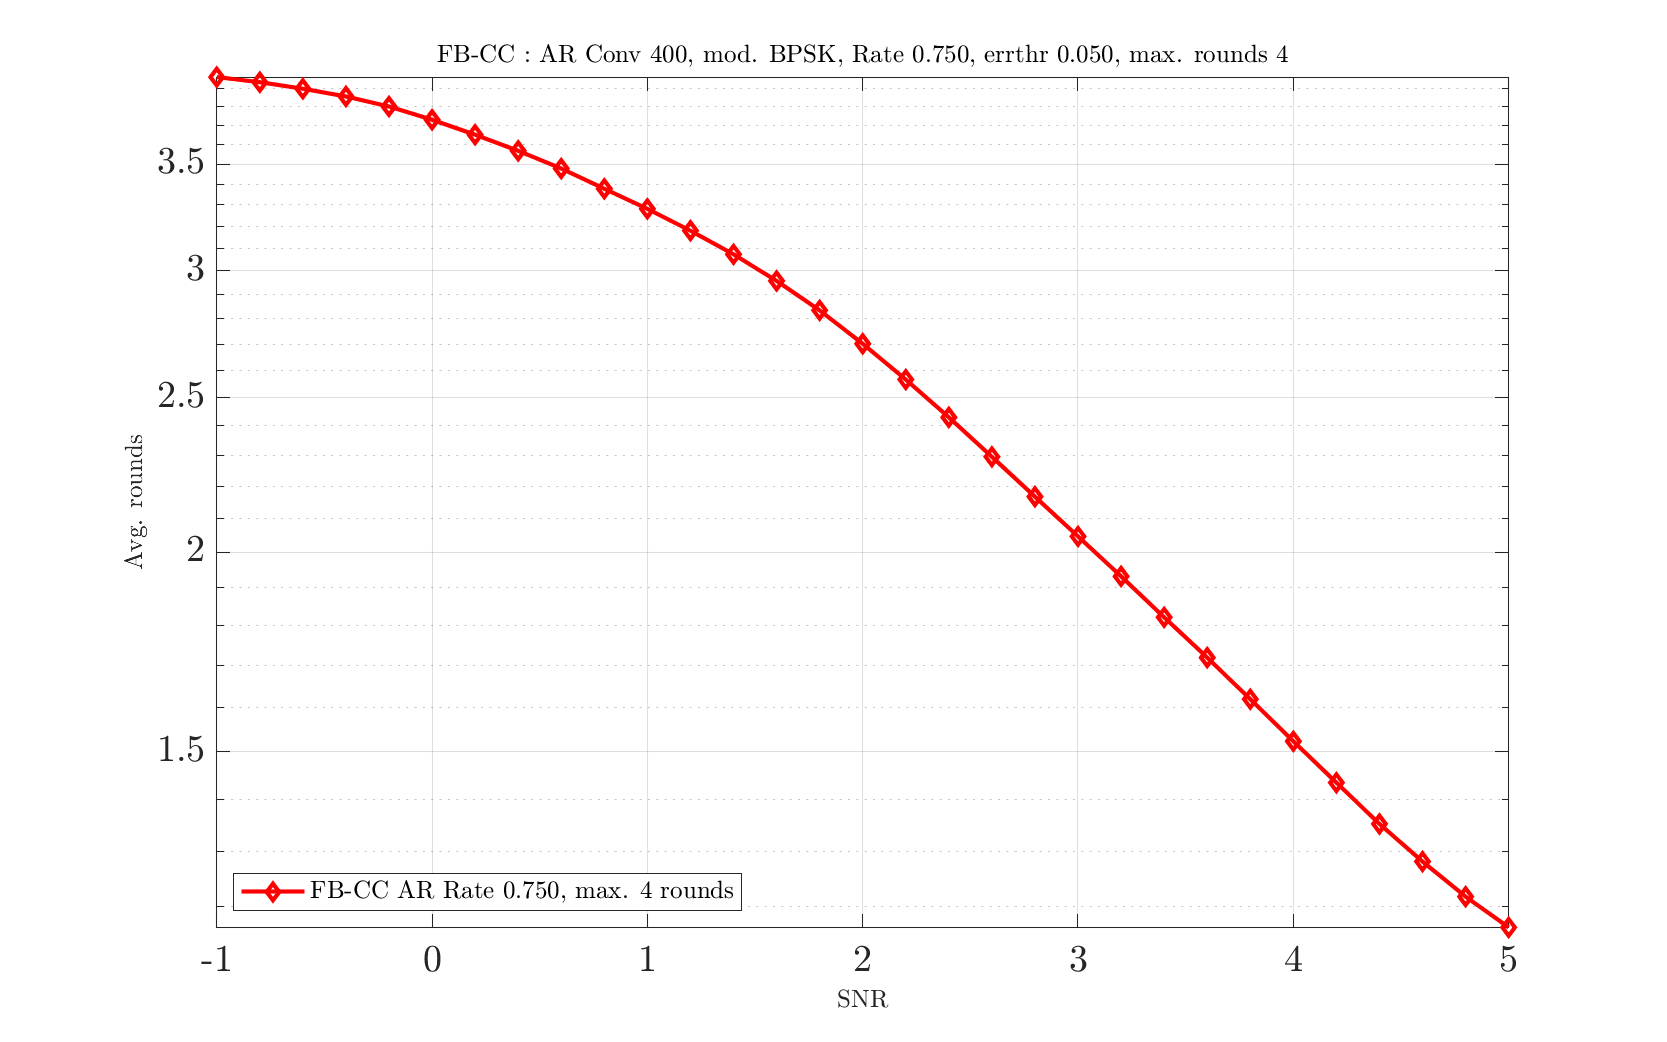 FB-CC : AR Conv 400, mod. BPSK, Rate 0.750, errthr 0.050, max. rounds 4
3.5
3
2.5
2
1.5
Avg. rounds
FB-CC AR Rate 0.750, max. 4 rounds
-1 0 1 2 3 4 5
SNR